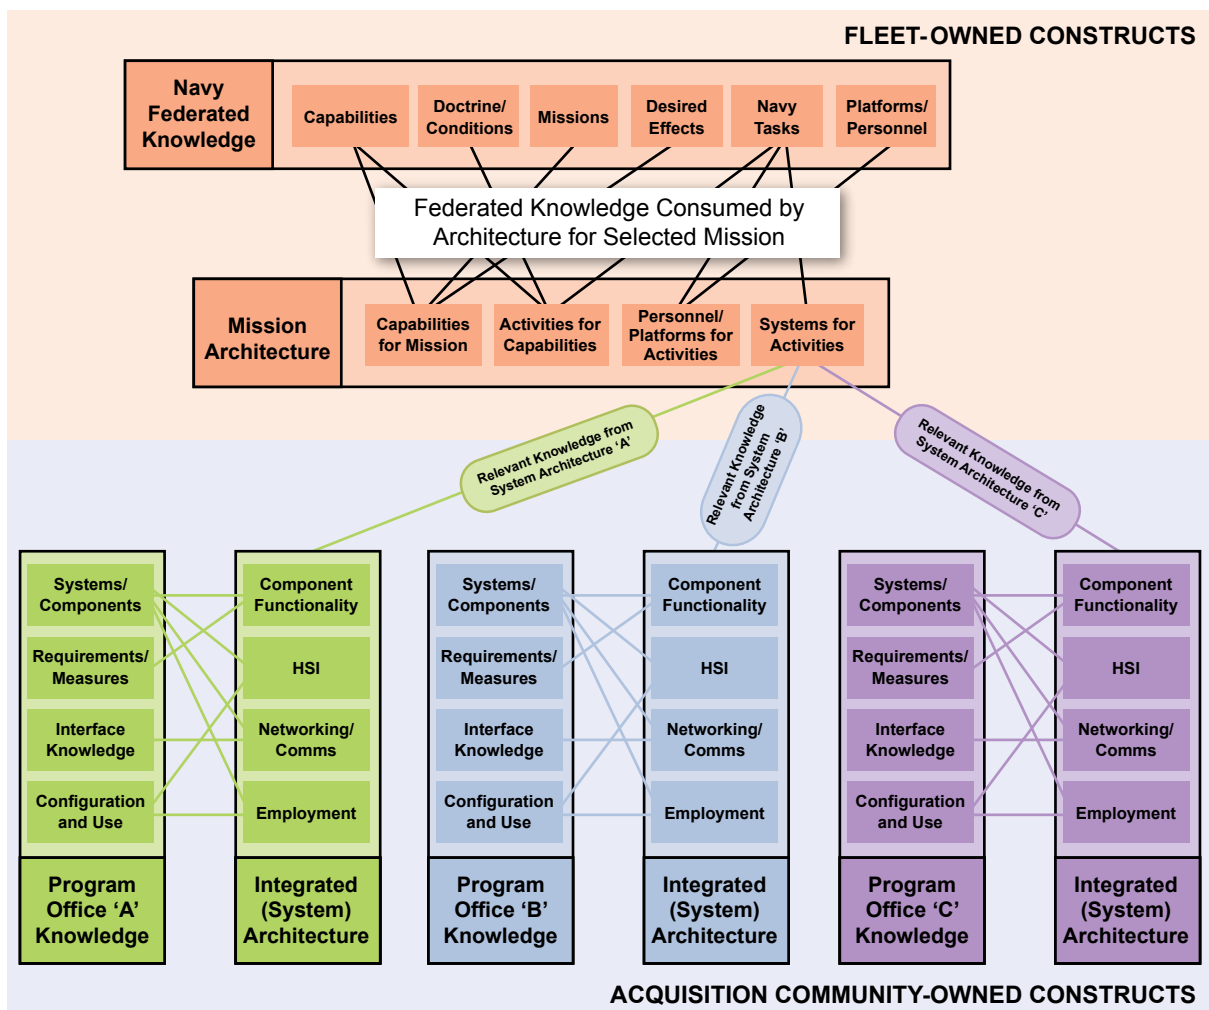 FLEET-OWNED CONSTRUCTS
Navy
Federated
Knowledge
Capabilities
Doctrine/
Conditions
Missions
Desired
Effects
Navy
Tasks
Platforms/
Personnel
Federated Knowledge Consumed by
Architecture for Selected Mission
Mission
Architecture
Capabilities
for Mission
Activities for
Capabilities
Personnel/
Platforms for
Activities
Systems for
Activities
Relevant Knowledge from
System Architecture ‘A’
Relevant Knowledge
from System
Architecture ‘B’
Relevant Knowledge from
System Architecture ‘C’
Systems/
Components
Requirements/
Measures
Interface
Knowledge
Configuration
and Use
Program
Office ‘A’
Knowledge
Component
Functionality
HSI
Networking/
Comms
Employment
Integrated
(System)
Architecture
Systems/
Components
Requirements/
Measures
Interface
Knowledge
Configuration
and Use
Program
Office ‘B’
Knowledge
Component
Functionality
HSI
Networking/
Comms
Employment
Integrated
(System)
Architecture
Systems/
Components
Requirements/
Measures
Interface
Knowledge
Configuration
and Use
Program
Office ‘C’
Knowledge
Component
Functionality
HSI
Networking/
Comms
Employment
Integrated
(System)
Architecture
ACQUISITION COMMUNITY-OWNED CONSTRUCTS